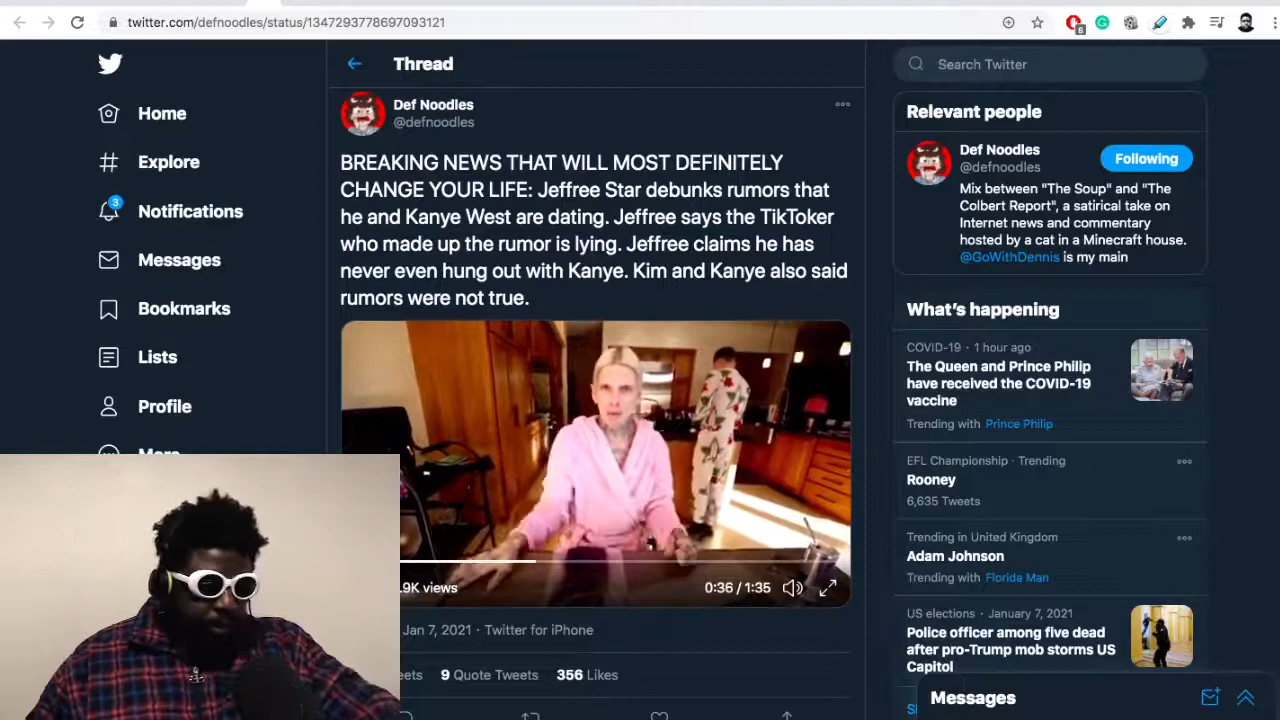 twitter.com/defnoodles/status/1347293778697093121
Home
Explore
3
Notifications
Messages
Bookmarks
Lists
Profile
More
Thread
Def Noodles
@defnoodles
BREAKING NEWS THAT WILL MOST DEFINITELY
CHANGE YOUR LIFE: Jeffree Star debunks rumors that
he and Kanye West are dating. Jeffree says the TikToker
who made up the rumor is lying. Jeffree claims he has
never even hung out with Kanye. Kim and Kanye also said
rumors were not true.
.9K views
0:36 / 1:35
Jan 7, 2021 · Twitter for iPhone
eets 9 Quote Tweets 356 Likes
Search Twitter
Relevant people
Def Noodles
@defnoodles
Following
Mix between "The Soup" and "The
Colbert Report", a satirical take on
Internet news and commentary
hosted by a cat in a Minecraft house.
@GoWithDennis is my main
What's happening
COVID-19 · 1 hour ago
The Queen and Prince Philip
have received the COVID-19
vaccine
Trending with Prince Philip
EFL Championship · Trending
Rooney
6,635 Tweets
Trending in United Kingdom
Adam Johnson
Trending with Florida Man
US elections · January 7, 2021
Police officer among five dead
after pro-Trump mob storms US
Capitol
Messages